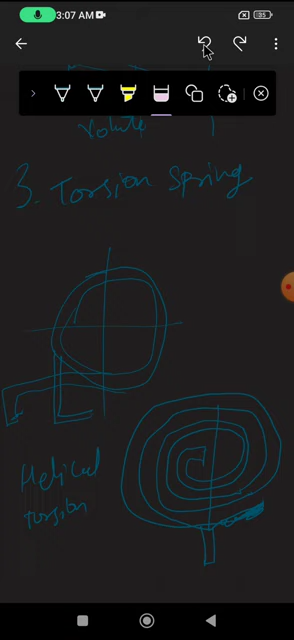 3:07 AM
volute
3. Torsion Spring
Helical
torsion